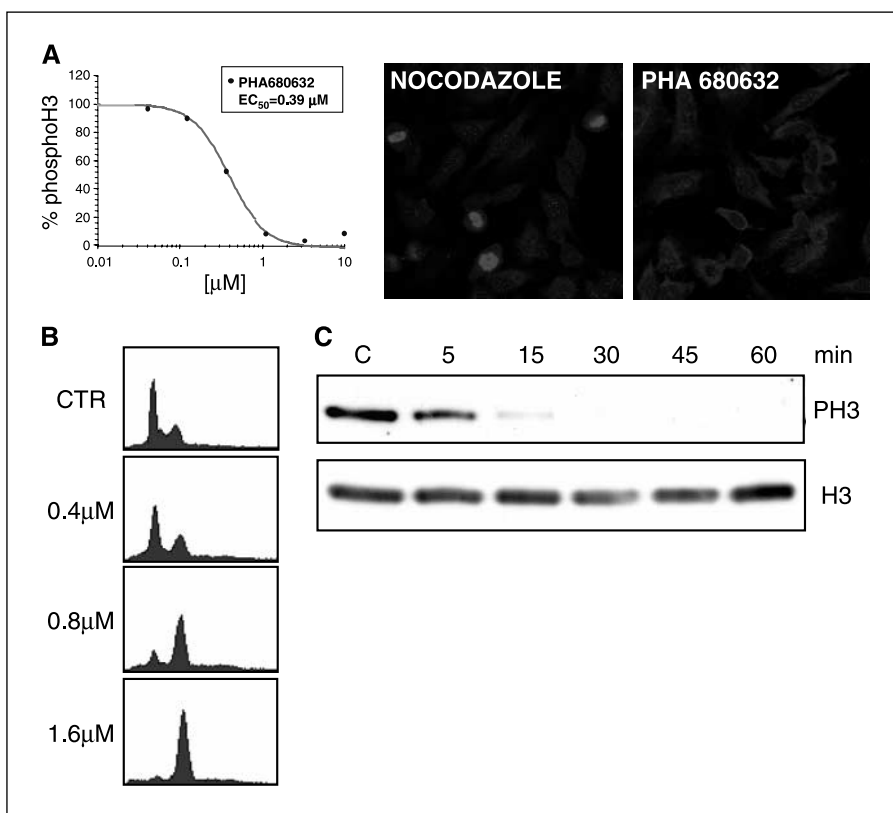 A
% phosphoH3
120
100
80
60
40
20
0
0.01
0.1
1
10
[µM]
PHA680632
EC50=0.39 µM
NOCODAZOLE
PHA 680632
B
CTR
0.4µM
0.8µM
1.6µM
C
C 5 15 30 45 60 min
PH3
H3